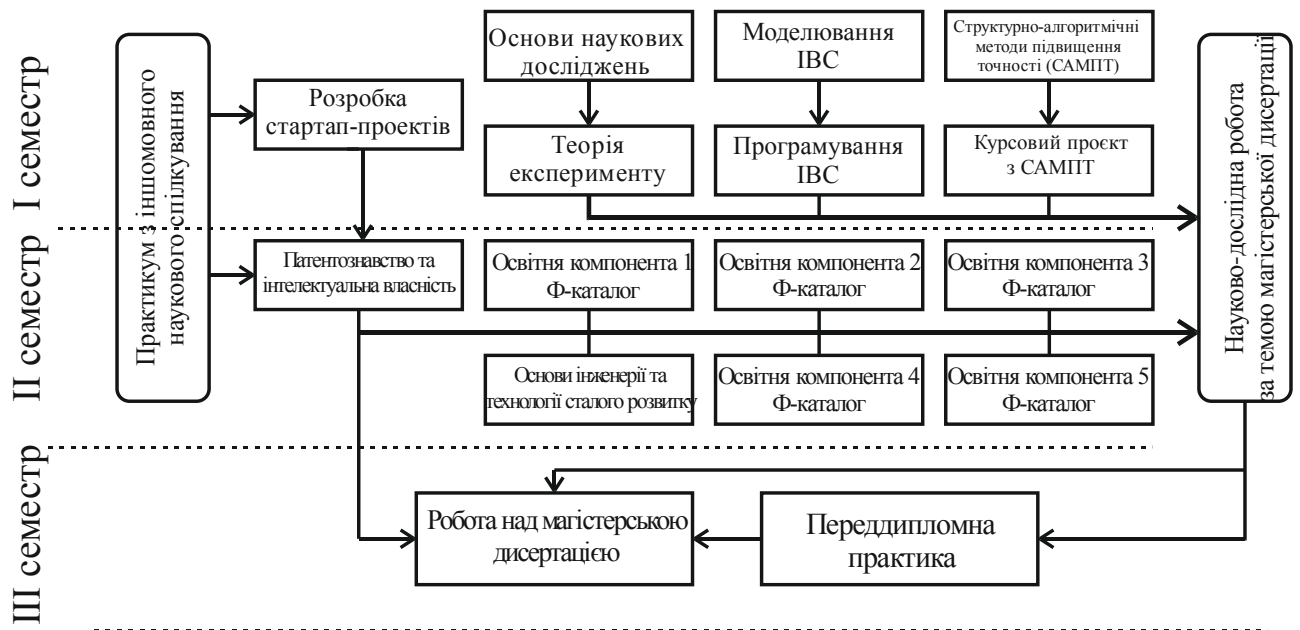 I семестр
Практикум з іншомовного
наукового спілкування
Розробка
стартап-проектів
Основи наукових
досліджень
Моделювання
ІВС
Структурно-алгоритмічні
методи підвищення
точності (САМПТ)
Теорія
експерименту
Програмування
ІВС
Курсовий проєкт
з САМПТ
Науково-дослідна робота
за темою магістерської дисертації
II семестр
Патентознавство та
інтелектуальна власність
Освітня компонента 1
Ф-каталог
Освітня компонента 2
Ф-каталог
Освітня компонента 3
Ф-каталог
Основи інженерії та
технології сталого розвитку
Освітня компонента 4
Ф-каталог
Освітня компонента 5
Ф-каталог
III семестр
Робота над магістерською
дисертацією
Переддипломна
практика